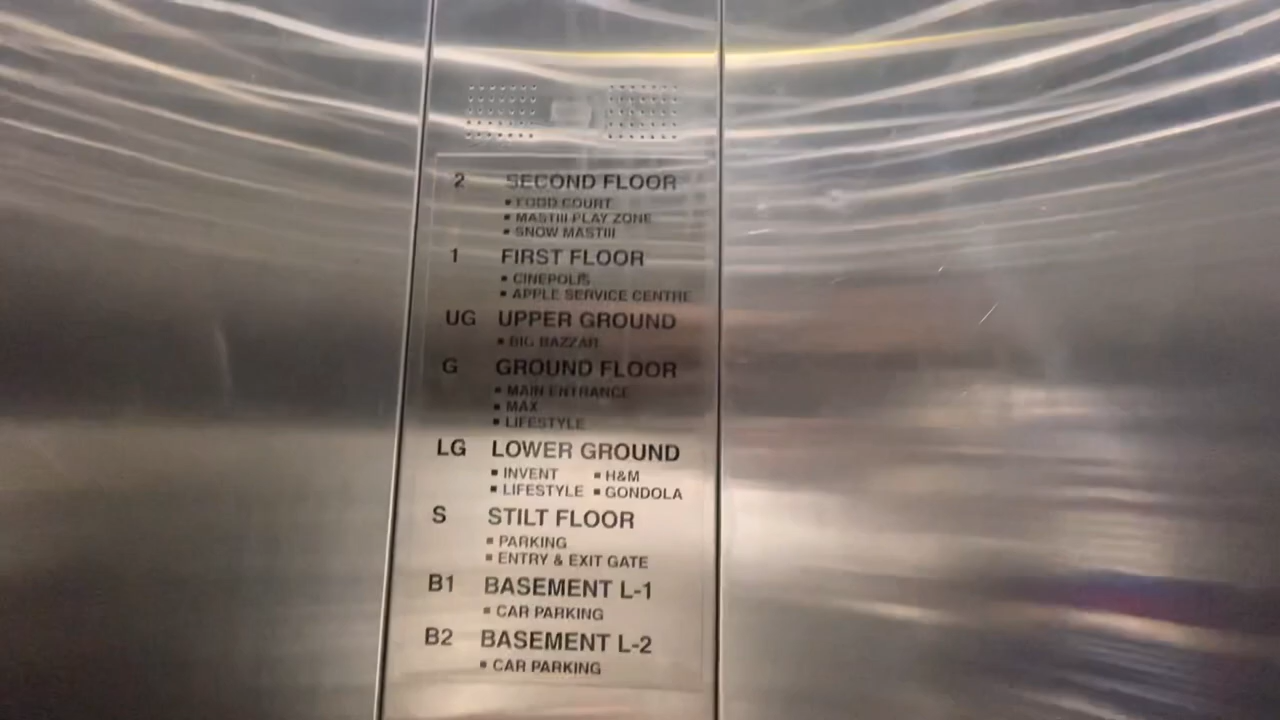 2 SECOND FLOOR
▪ FOOD COURT
▪ MASTIII PLAY ZONE
▪ SNOW MASTIII
1 FIRST FLOOR
▪ CINEPOLIS
▪ APPLE SERVICE CENTRE
UG UPPER GROUND
▪ BIG BAZZAR
G GROUND FLOOR
▪ MAIN ENTRANCE
▪ MAX
▪ LIFESTYLE
LG LOWER GROUND
▪ INVENT ▪ H&M
▪ LIFESTYLE ▪ GONDOLA
S STILT FLOOR
▪ PARKING
▪ ENTRY & EXIT GATE
B1 BASEMENT L-1
▪ CAR PARKING
B2 BASEMENT L-2
▪ CAR PARKING